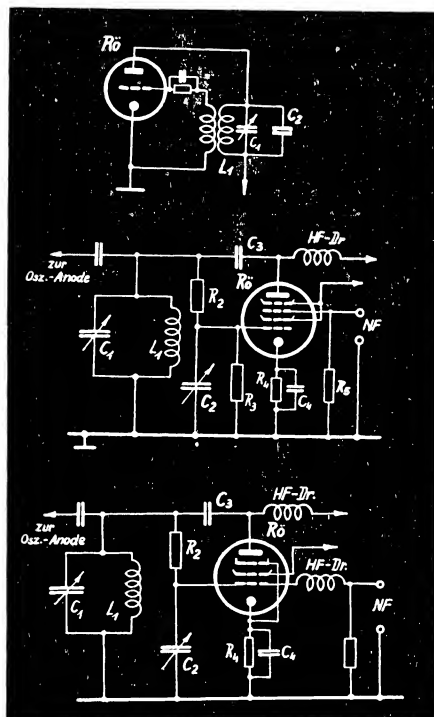 Rö
C2
C1
L1
C3
HF-Dr
zur
Osz.-Anode
Rö
R2
NF
C1
L1
R4
C4
R5
C2
R3
C3
HF-Dr.
zur
Osz.-Anode
Rö
R2
HF-Dr.
C1
L1
NF
C2
R4
C4